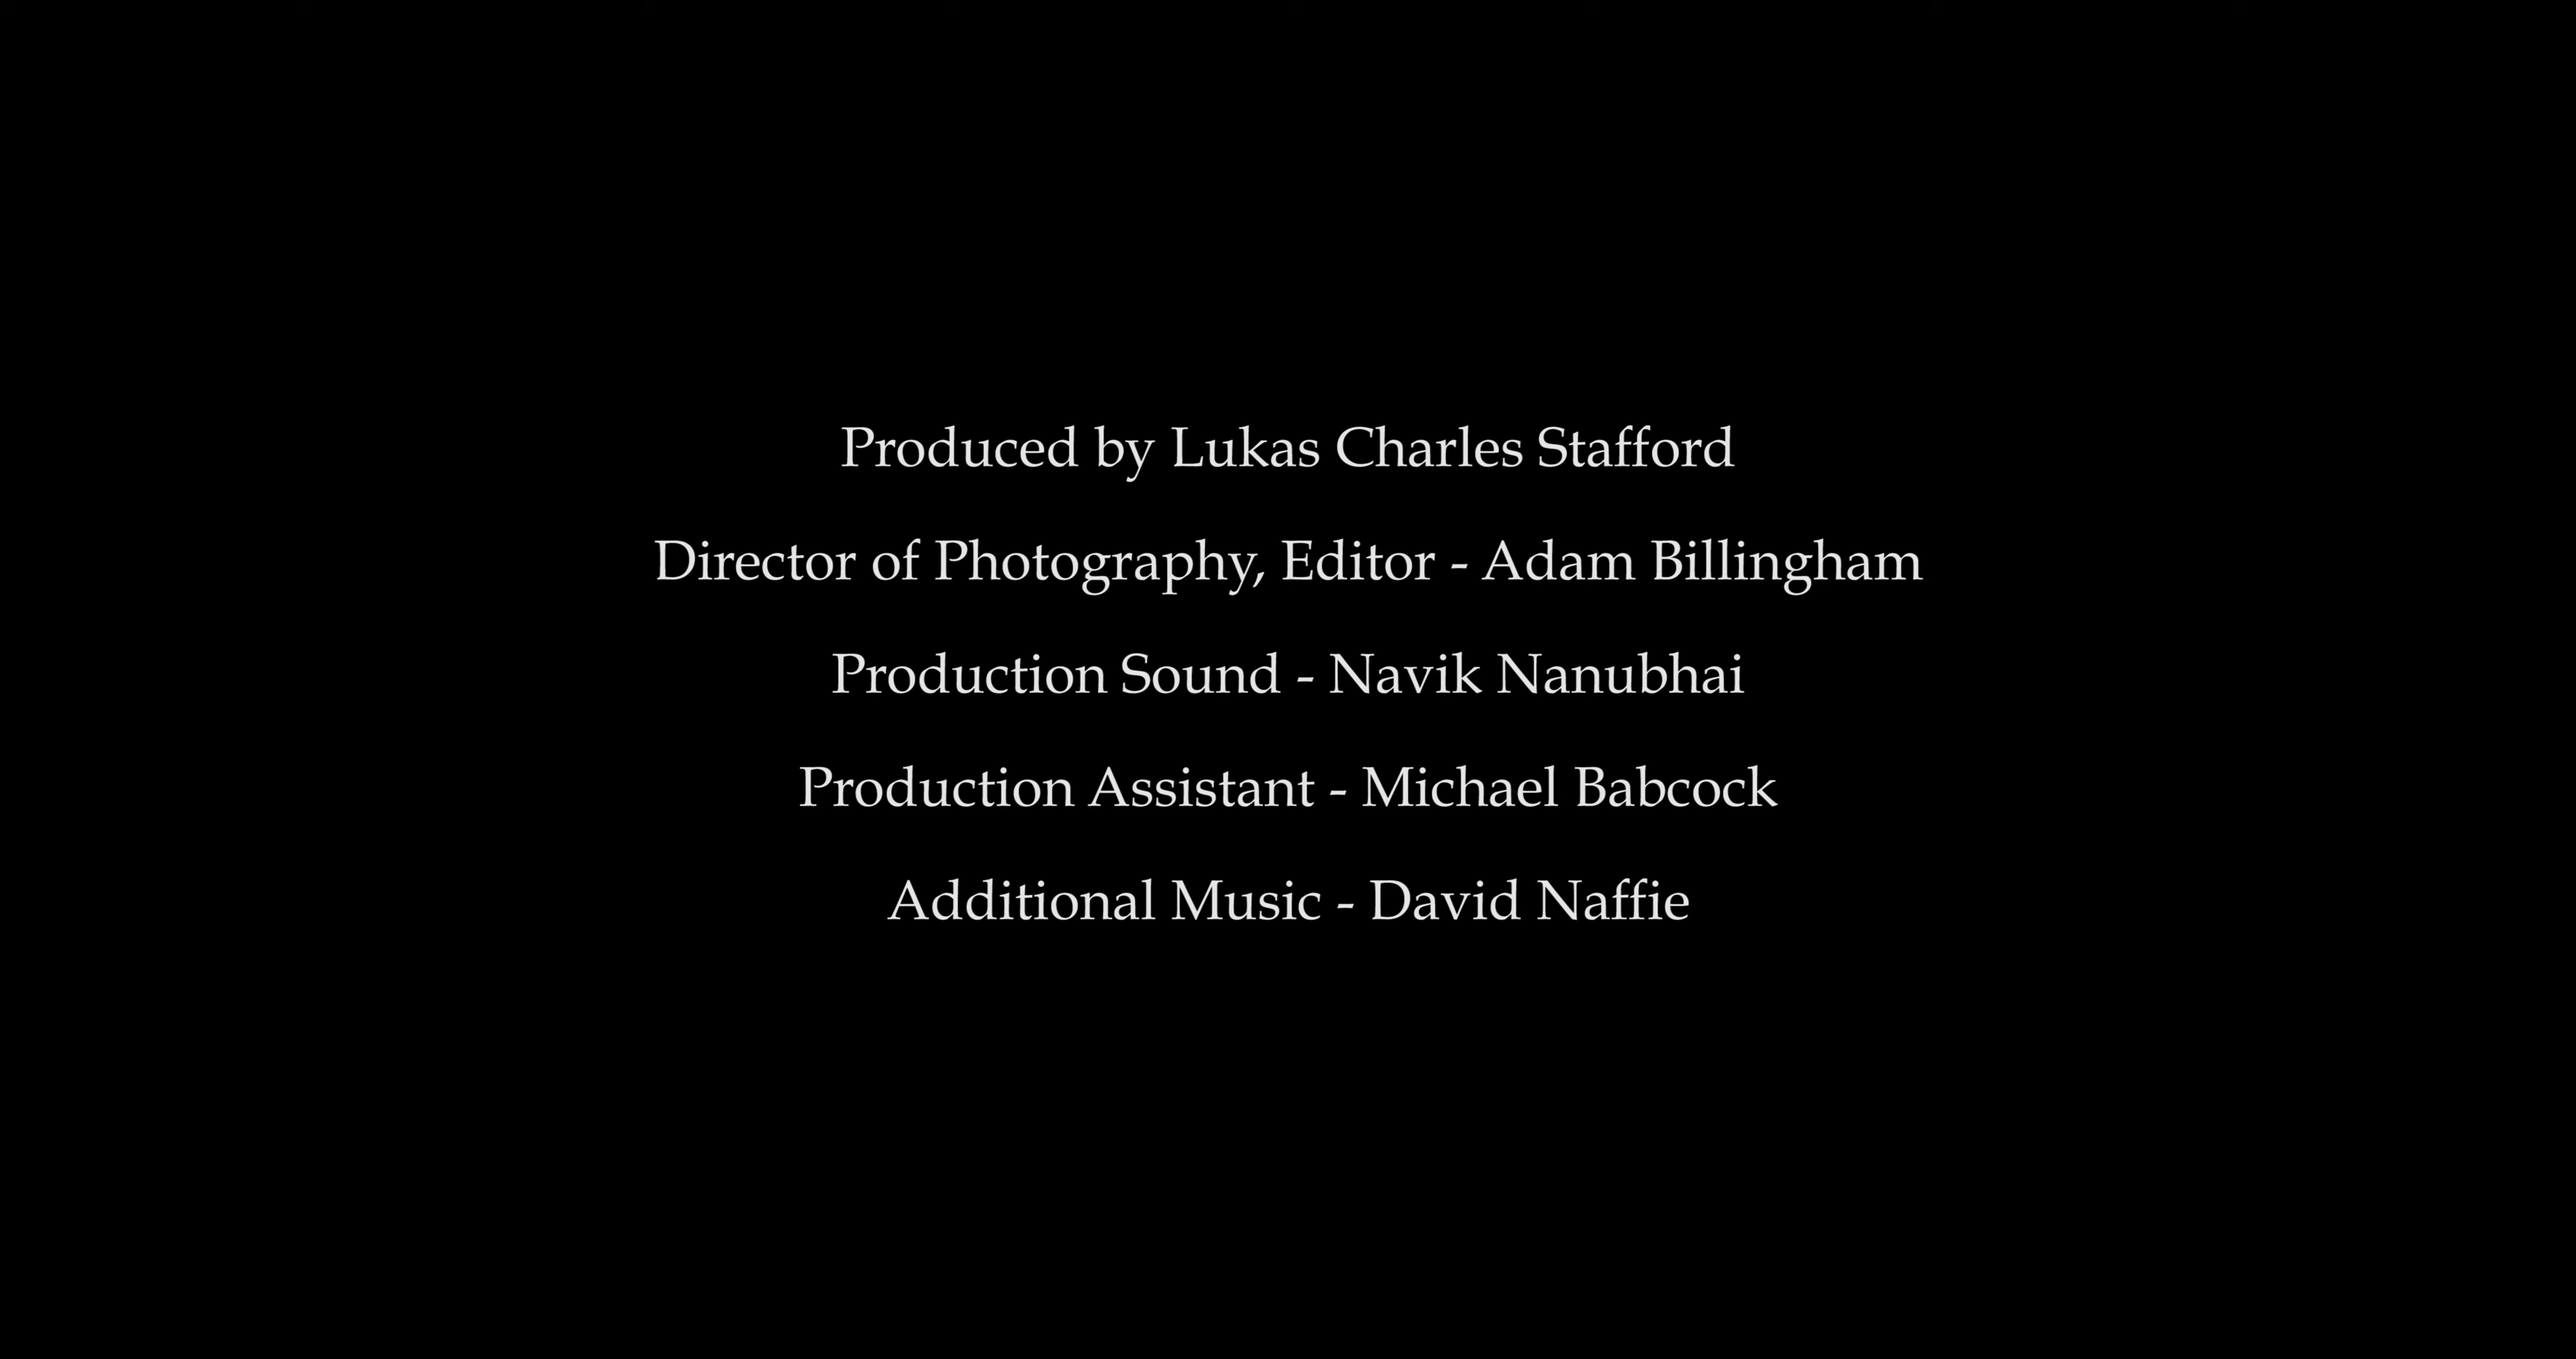 Produced by Lukas Charles Stafford
Director of Photography, Editor - Adam Billingham
Production Sound - Navik Nanubhai
Production Assistant - Michael Babcock
Additional Music - David Naffie